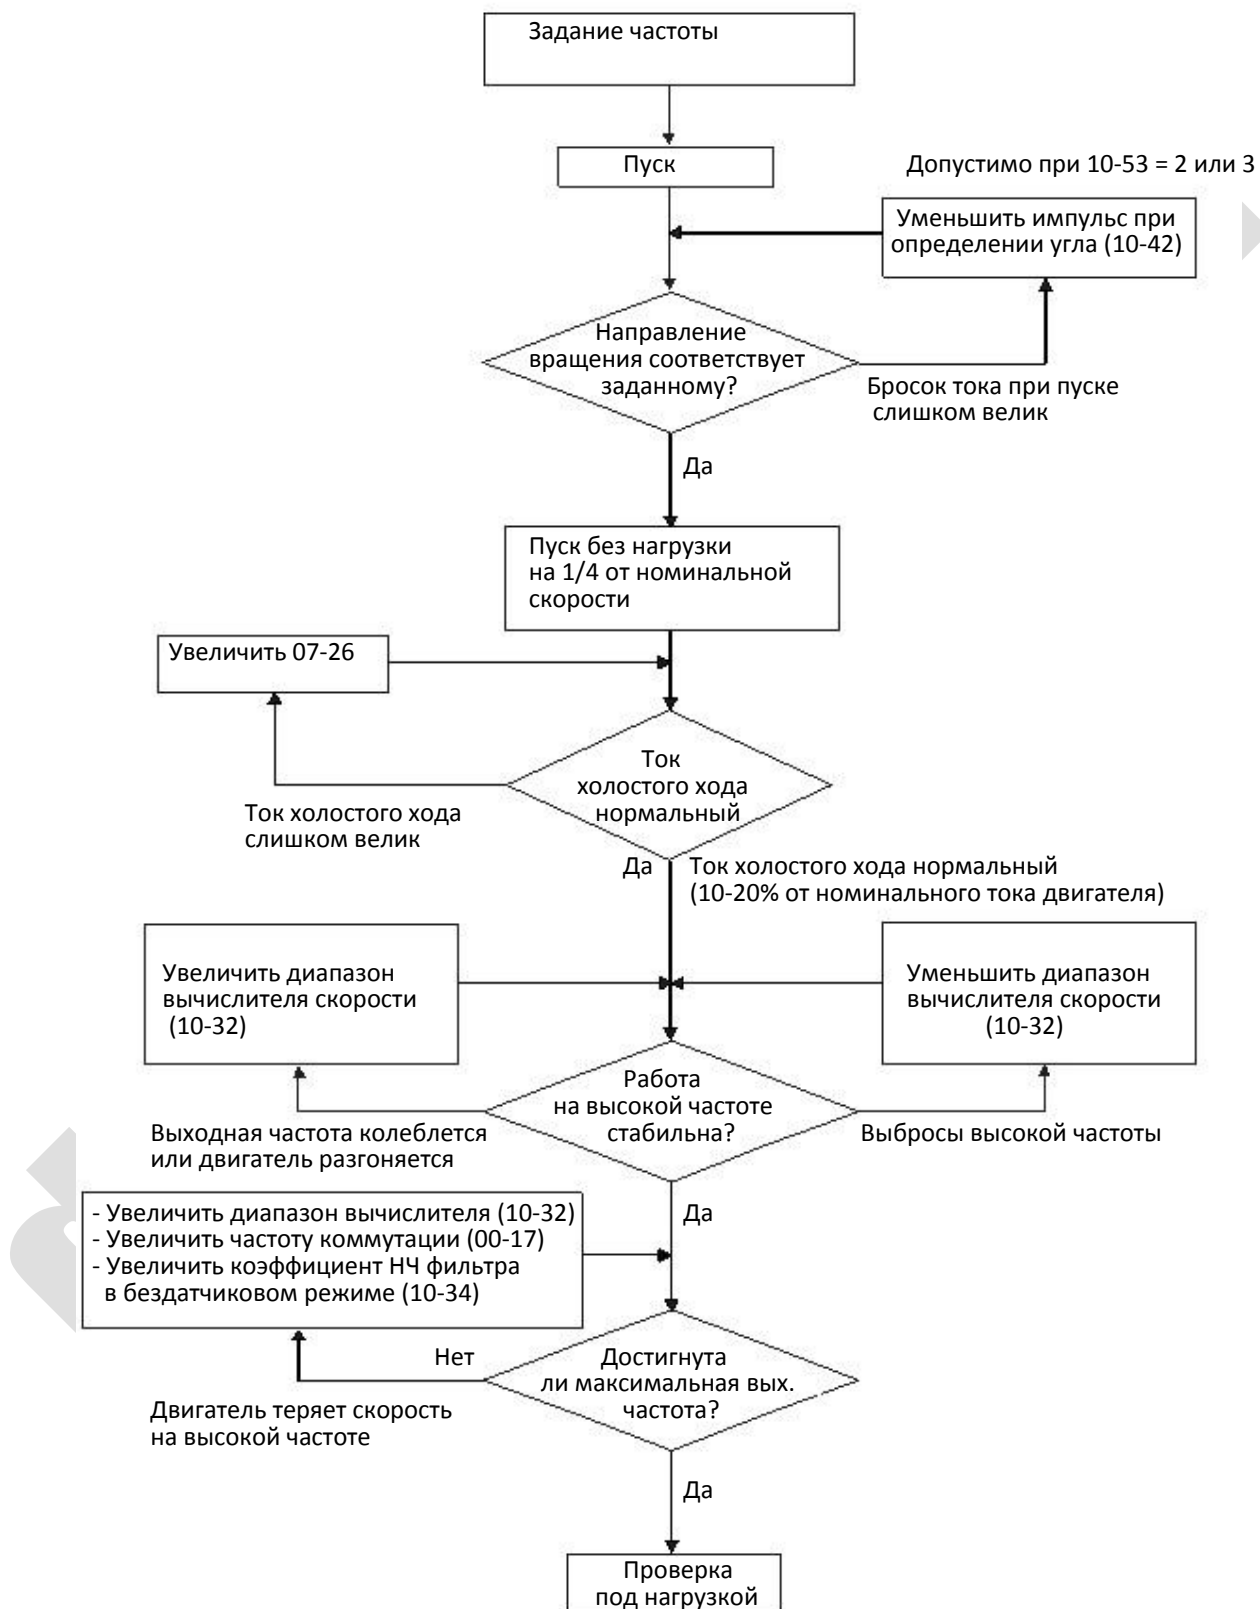 Задание частоты
Пуск
Допустимо при 10-53 = 2 или 3
Уменьшить импульс при
определении угла (10-42)
Направление
вращения соответствует
заданному?
Бросок тока при пуске
слишком велик
Да
Пуск без нагрузки
на 1/4 от номинальной
скорости
Увеличить 07-26
Ток
холостого хода
нормальный
Ток холостого хода
слишком велик
Да
Ток холостого хода нормальный
(10-20% от номинального тока двигателя)
Увеличить диапазон
вычислителя скорости
(10-32)
Уменьшить диапазон
вычислителя скорости
(10-32)
Работа
на высокой частоте
стабильна?
Выходная частота колеблется
или двигатель разгоняется
Выбросы высокой частоты
Да
- Увеличить диапазон вычислителя (10-32)
- Увеличить частоту коммутации (00-17)
- Увеличить коэффициент НЧ фильтра
в бездатчиковом режиме (10-34)
Нет
Достигнута
ли максимальная вых.
частота?
Двигатель теряет скорость
на высокой частоте
Да
Проверка
под нагрузкой